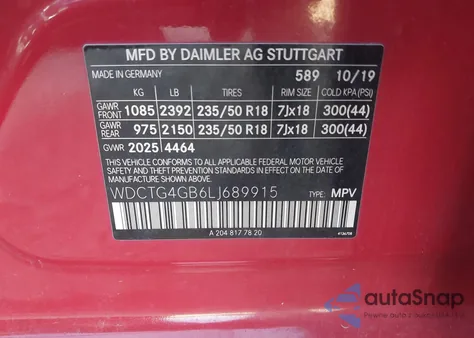 MFD BY DAIMLER AG STUTTGART
MADE IN GERMANY 589 10/19
KG LB TIRES RIM SIZE COLD KPA (PSI)
GAWR FRONT 1085 2392 235/50 R18 7Jx18 300(44)
GAWR REAR 975 2150 235/50 R18 7Jx18 300(44)
GVWR 2025 4464
THIS VEHICLE CONFORMS TO ALL APPLICABLE FEDERAL MOTOR VEHICLE
SAFETY, BUMPER, AND THEFT PREVENTION STANDARDS IN EFFECT ON THE DATE OF
MANUFACTURE SHOWN ABOVE.
WDCTG4GB6LJ689915 TYPE: MPV
A 204 817 78 20
autoSnap